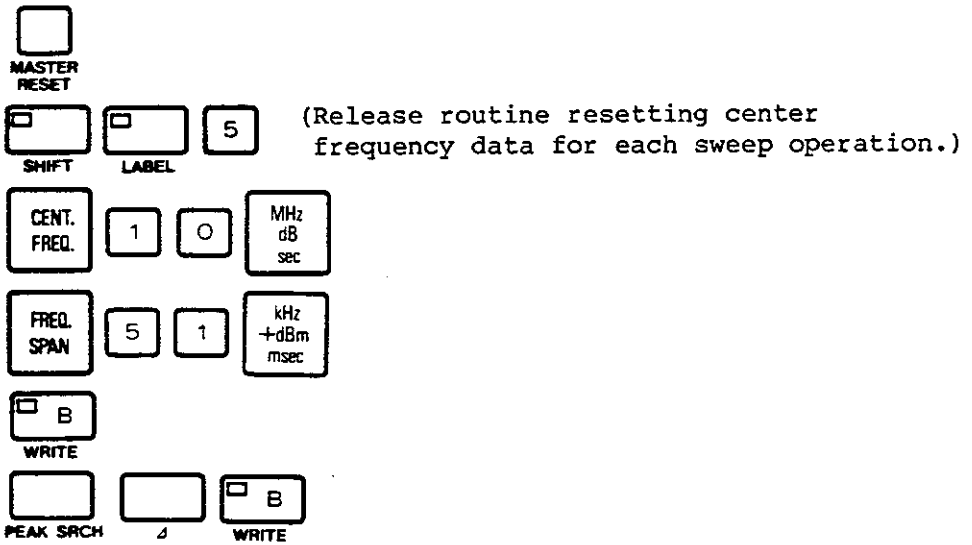 MASTER
RESET
5 (Release routine resetting center
frequency data for each sweep operation.)
SHIFT LABEL
CENT.
FREQ.
1 0
MHz
dB
sec
FREQ.
SPAN
5 1
kHz
+dBm
msec
B
WRITE
B
PEAK SRCH ⊿ WRITE